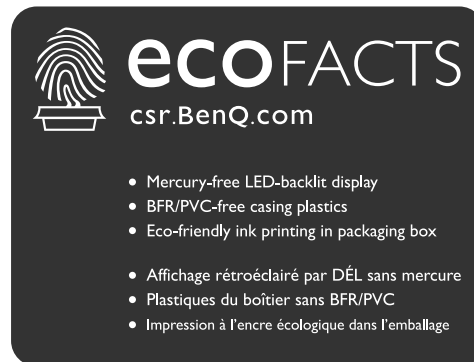 ecoFACTS
csr.BenQ.com
• Mercury-free LED-backlit display
• BFR/PVC-free casing plastics
• Eco-friendly ink printing in packaging box
• Affichage rétroéclairé par DÉL sans mercure
• Plastiques du boîtier sans BFR/PVC
• Impression à l'encre écologique dans l'emballage